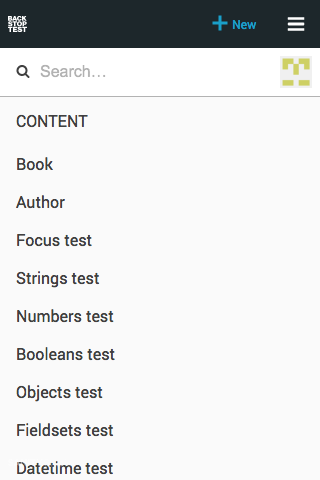 BACK
STOP
TEST
New
Search…
CONTENT
Book
Author
Focus test
Strings test
Numbers test
Booleans test
Objects test
Fieldsets test
Datetime test